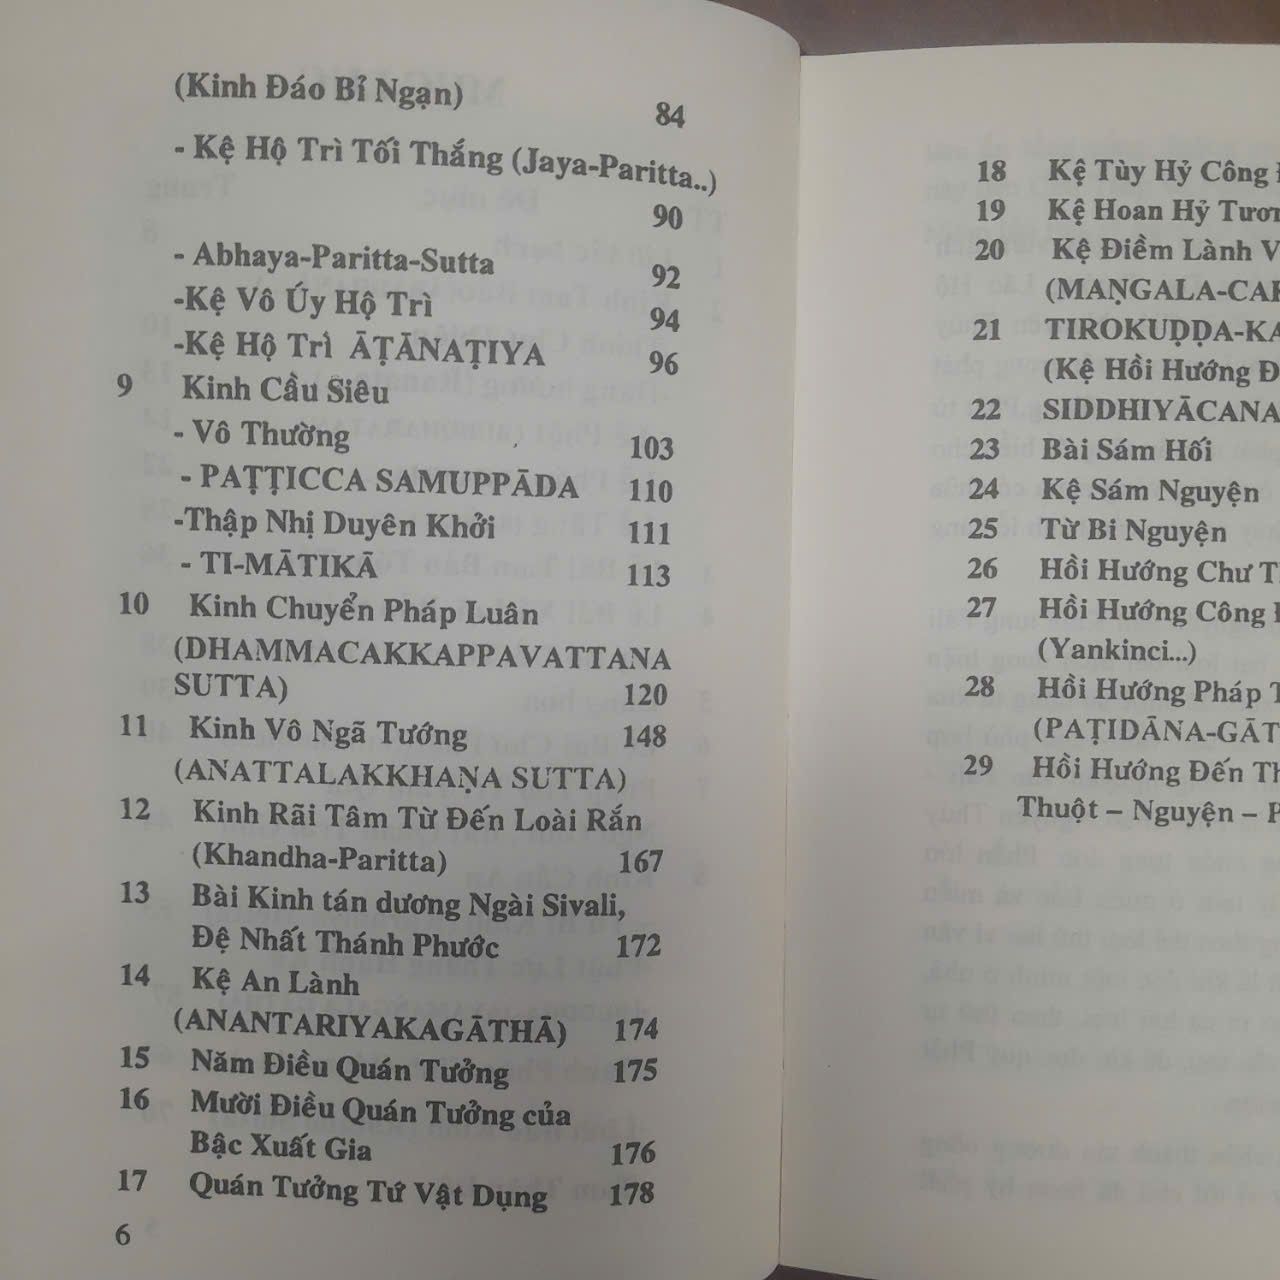 (Kinh Đáo Bỉ Ngạn) 84
- Kệ Hộ Trì Tối Thắng (Jaya-Paritta..)
90
- Abhaya-Paritta-Sutta 92
-Kệ Vô Úy Hộ Trì 94
-Kệ Hộ Trì ĀṬĀNAṬIYA 96
9 Kinh Cầu Siêu
- Vô Thường 103
- PAṬṬICCA SAMUPPĀDA 110
-Thập Nhị Duyên Khởi 111
- TI-MĀTIKĀ 113
10 Kinh Chuyển Pháp Luân
(DHAMMACAKKAPPAVATTANA
SUTTA) 120
11 Kinh Vô Ngã Tướng 148
(ANATTALAKKHAṆA SUTTA)
12 Kinh Rãi Tâm Từ Đến Loài Rắn
(Khandha-Paritta) 167
13 Bài Kinh tán dương Ngài Sivali,
Đệ Nhất Thánh Phước 172
14 Kệ An Lành
(ANANTARIYAKAGĀTHĀ) 174
15 Năm Điều Quán Tưởng 175
16 Mười Điều Quán Tưởng của
Bậc Xuất Gia 176
17 Quán Tưởng Tứ Vật Dụng 178
6
18 Kệ Tùy Hỷ Công
19 Kệ Hoan Hỷ
20 Kệ Điềm Lành
(MAṆGALA-
21 TIROKUḌḌA-
(Kệ Hồi Hướng
22 SIDDHIYĀCANA
23 Bài Sám Hối
24 Kệ Sám Nguyện
25 Từ Bi Nguyện
26 Hồi Hướng Chư
27 Hồi Hướng Công
(Yankinci...)
28 Hồi Hướng Pháp
(PAṬIDĀNA-
29 Hồi Hướng Đến
Thuột – Nguyện –